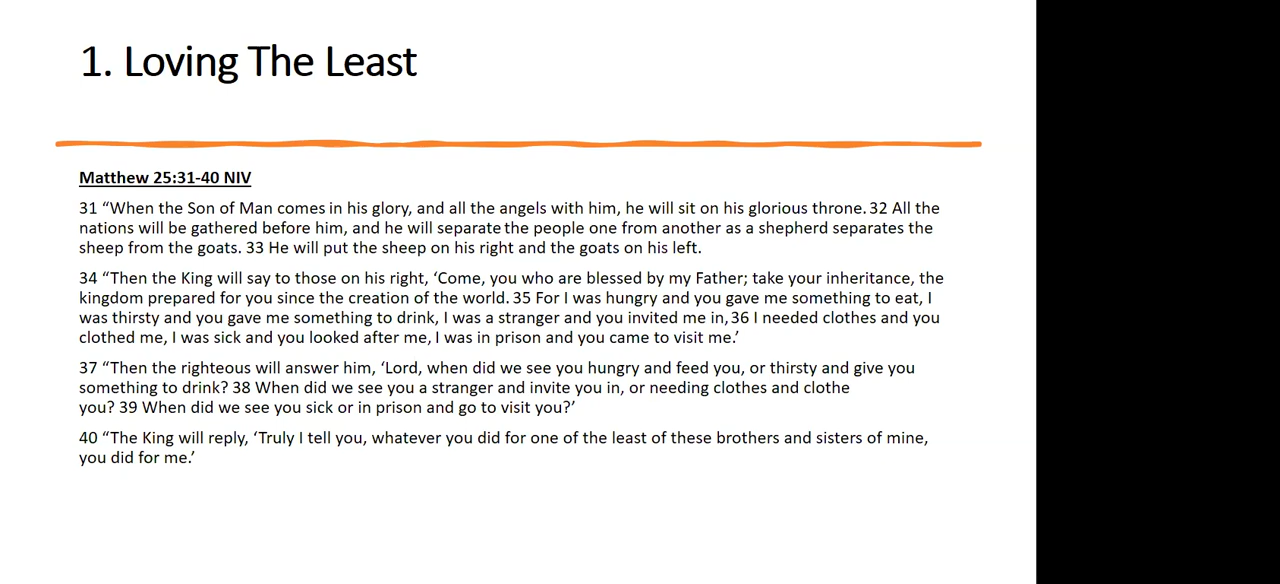 1. Loving The Least
Matthew 25:31-40 NIV
31 “When the Son of Man comes in his glory, and all the angels with him, he will sit on his glorious throne. 32 All the
nations will be gathered before him, and he will separate the people one from another as a shepherd separates the
sheep from the goats. 33 He will put the sheep on his right and the goats on his left.
34 “Then the King will say to those on his right, ‘Come, you who are blessed by my Father; take your inheritance, the
kingdom prepared for you since the creation of the world. 35 For I was hungry and you gave me something to eat, I
was thirsty and you gave me something to drink, I was a stranger and you invited me in, 36 I needed clothes and you
clothed me, I was sick and you looked after me, I was in prison and you came to visit me.’
37 “Then the righteous will answer him, ‘Lord, when did we see you hungry and feed you, or thirsty and give you
something to drink? 38 When did we see you a stranger and invite you in, or needing clothes and clothe
you? 39 When did we see you sick or in prison and go to visit you?’
40 “The King will reply, ‘Truly I tell you, whatever you did for one of the least of these brothers and sisters of mine,
you did for me.’